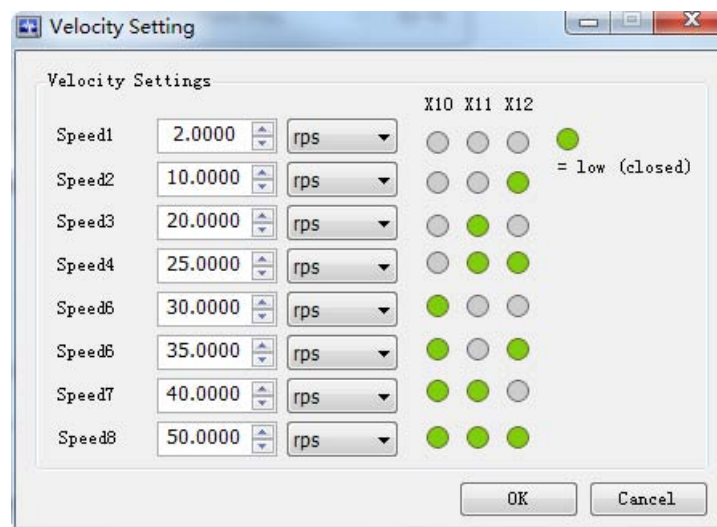 Velocity Setting
Velocity Settings
X10 X11 X12
Speed1 2.0000 rps
= low (closed)
Speed2 10.0000 rps
Speed3 20.0000 rps
Speed4 25.0000 rps
Speed6 30.0000 rps
Speed6 35.0000 rps
Speed7 40.0000 rps
Speed8 50.0000 rps
OK Cancel